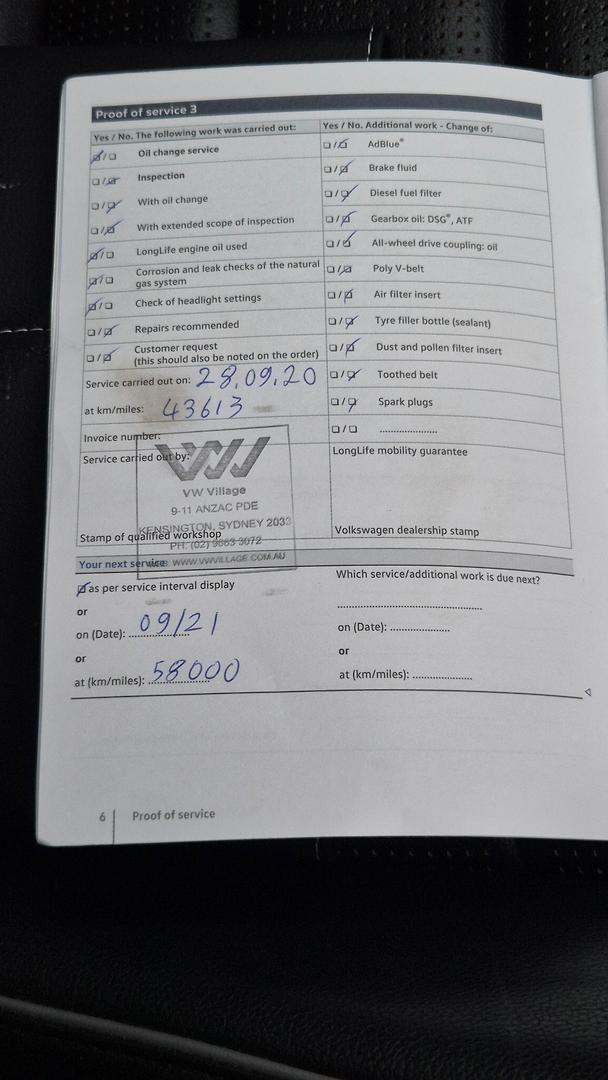 Proof of service 3
Yes / No. The following work was carried out:
Oil change service
Inspection
With oil change
With extended scope of inspection
LongLife engine oil used
Corrosion and leak checks of the natural
gas system
Check of headlight settings
Repairs recommended
Customer request
(this should also be noted on the order)
Service carried out on: 28.09.20
at km/miles: 43613
Invoice number:
Service carried out by:
VW Village
9-11 ANZAC PDE
KENSINGTON, SYDNEY 2033
PH: (02) 9663 3072
WEB: WWW.VWVILLAGE.COM.AU
Stamp of qualified workshop
Yes / No. Additional work - Change of:
AdBlue®
Brake fluid
Diesel fuel filter
Gearbox oil: DSG®, ATF
All-wheel drive coupling: oil
Poly V-belt
Air filter insert
Tyre filler bottle (sealant)
Dust and pollen filter insert
Toothed belt
Spark plugs
.....................
LongLife mobility guarantee
Volkswagen dealership stamp
Your next service:
as per service interval display
or
on (Date): 09/21
or
at (km/miles): 58000
Which service/additional work is due next?
..................................................
on (Date): .....................
or
at (km/miles): .....................
6 Proof of service